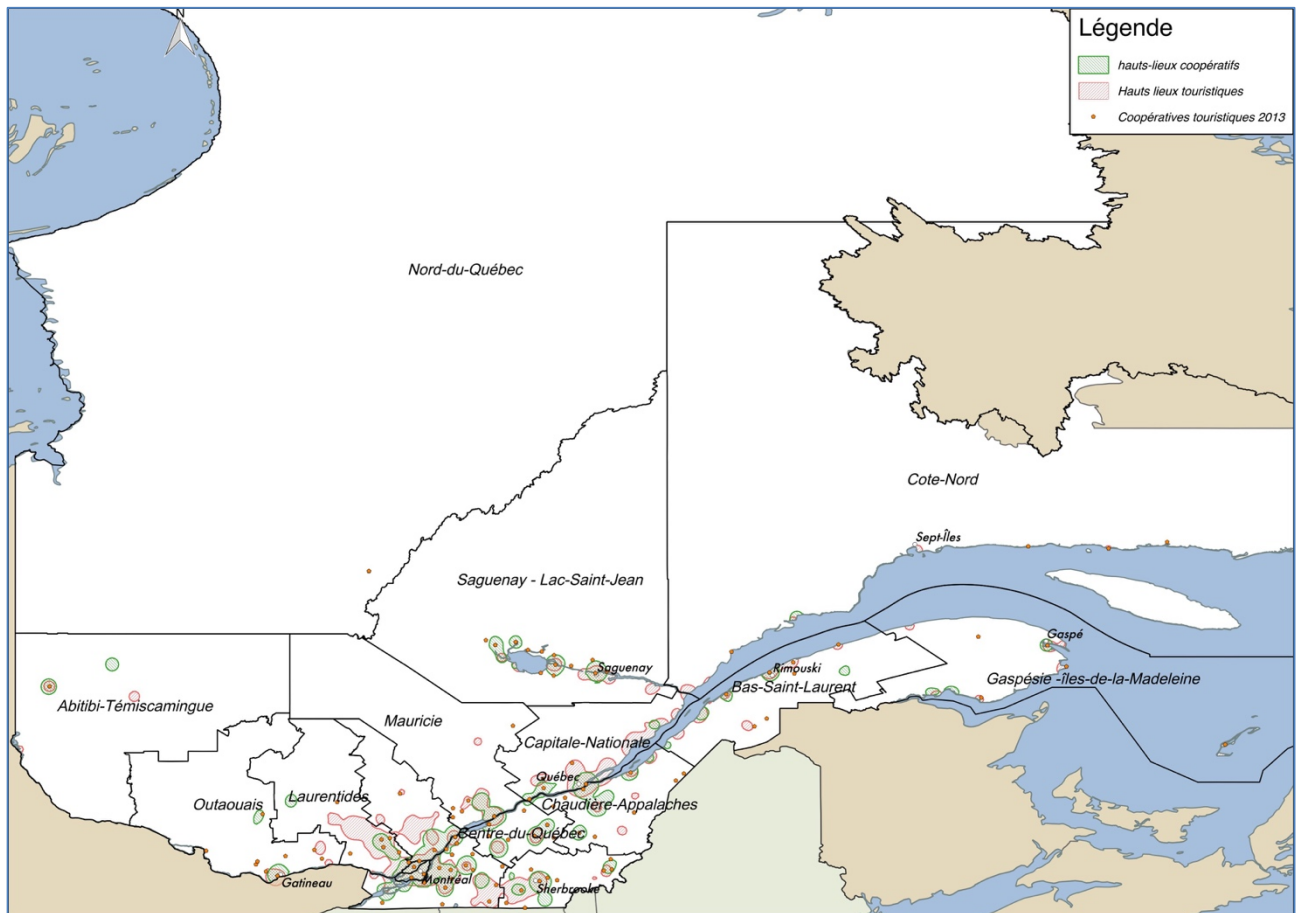 N
Légende
hauts-lieux coopératifs
Hauts lieux touristiques
Coopératives touristiques 2013
Nord-du-Québec
Cote-Nord
Sept-Îles
Saguenay - Lac-Saint-Jean
Saguenay
Gaspé
Rimouski
Bas-Saint-Laurent
Gaspésie -îles-de-la-Madeleine
Abitibi-Témiscamingue
Mauricie
Capitale-Nationale
Québec
Outaouais
Laurentides
Chaudière-Appalaches
Centre-du-Québec
Gatineau
Montréal
Sherbrooke